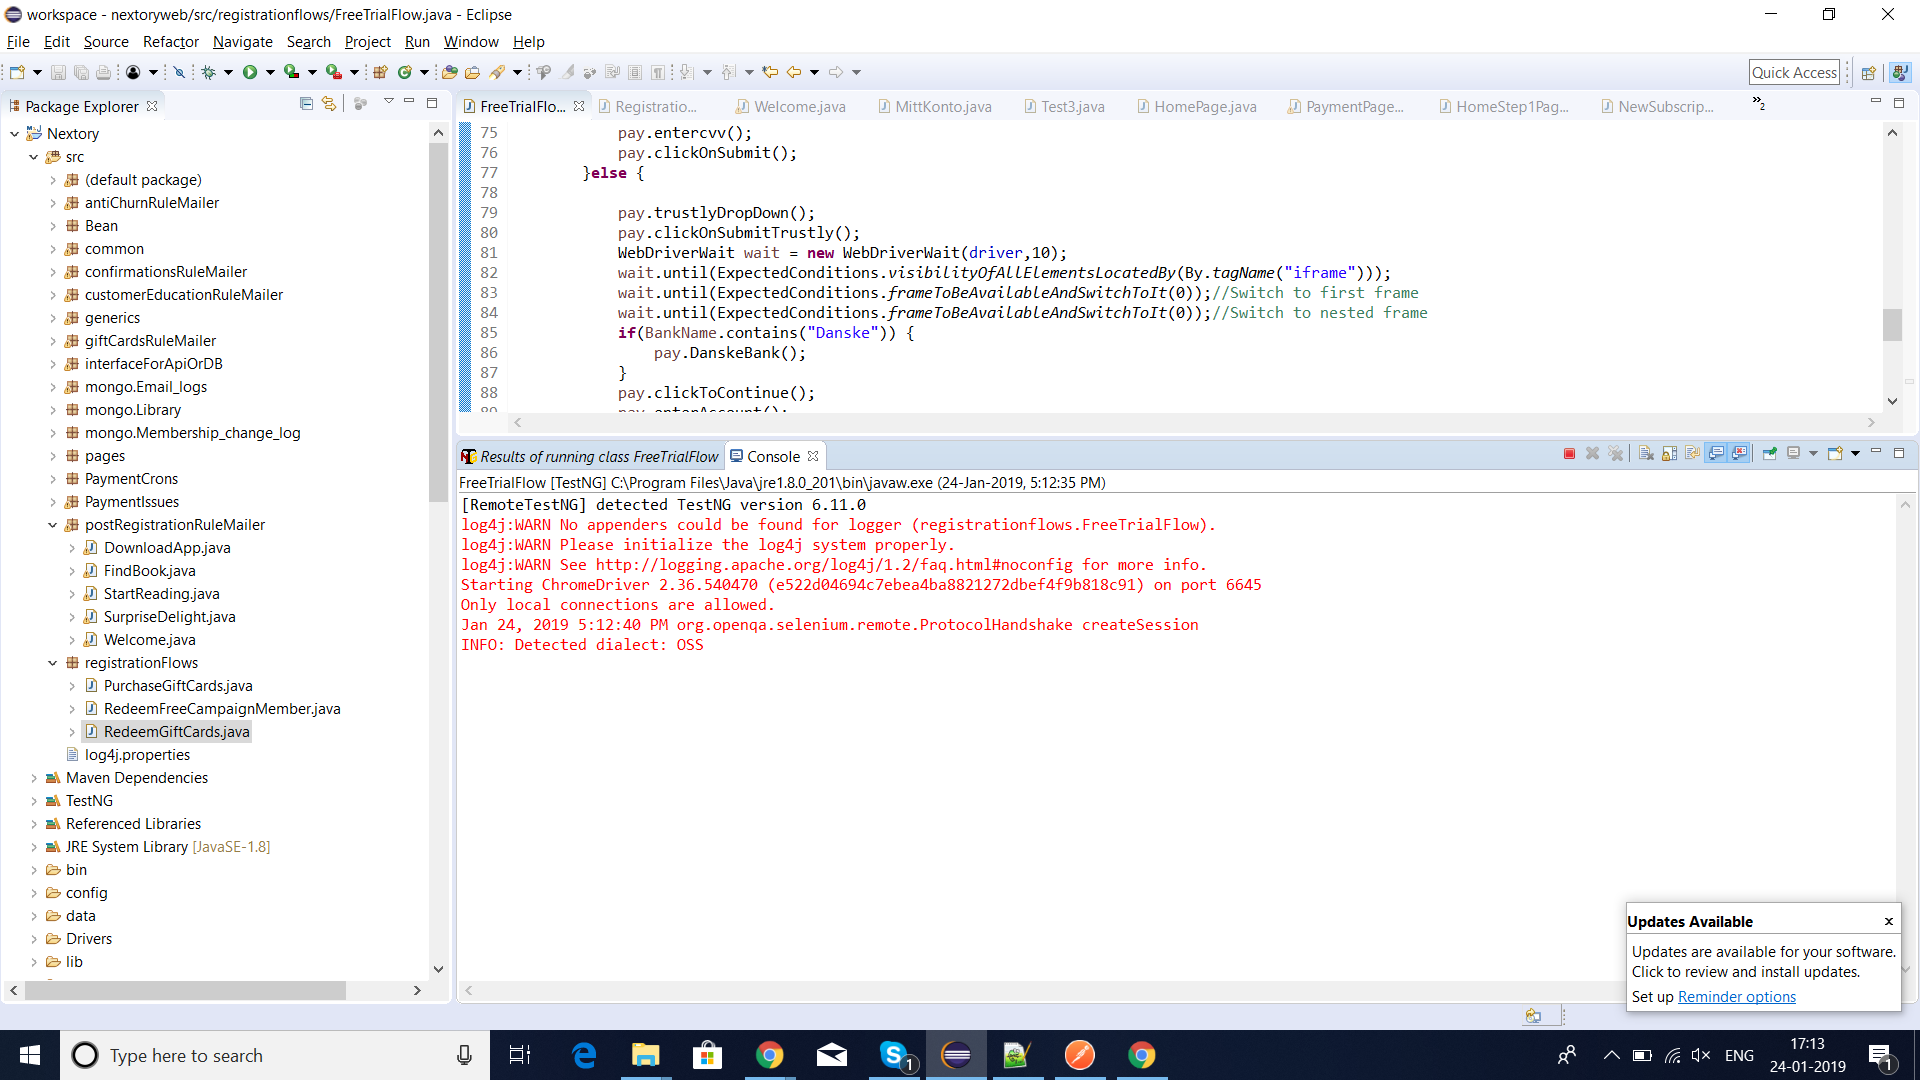 workspace - nextoryweb/src/registrationflows/FreeTrialFlow.java - Eclipse
File Edit Source Refactor Navigate Search Project Run Window Help
Quick Access
Package Explorer
FreeTrialFlo... Registratio... Welcome.java MittKonto.java Test3.java HomePage.java PaymentPage... HomeStep1Pag... NewSubscrip... »2
Nextory
src
(default package)
antiChurnRuleMailer
Bean
common
confirmationsRuleMailer
customerEducationRuleMailer
generics
giftCardsRuleMailer
interfaceForApiOrDB
mongo.Email_logs
mongo.Library
mongo.Membership_change_log
pages
PaymentCrons
PaymentIssues
postRegistrationRuleMailer
DownloadApp.java
FindBook.java
StartReading.java
SurpriseDelight.java
Welcome.java
registrationFlows
PurchaseGiftCards.java
RedeemFreeCampaignMember.java
RedeemGiftCards.java
log4j.properties
Maven Dependencies
TestNG
Referenced Libraries
JRE System Library [JavaSE-1.8]
bin
config
data
Drivers
lib
75 pay.entercvv();
76 pay.clickOnSubmit();
77 }else {
78
79 pay.trustlyDropDown();
80 pay.clickOnSubmitTrustly();
81 WebDriverWait wait = new WebDriverWait(driver,10);
82 wait.until(ExpectedConditions.visibilityOfAllElementsLocatedBy(By.tagName("iframe")));
83 wait.until(ExpectedConditions.frameToBeAvailableAndSwitchToIt(0));//Switch to first frame
84 wait.until(ExpectedConditions.frameToBeAvailableAndSwitchToIt(0));//Switch to nested frame
85 if(BankName.contains("Danske")) {
86 pay.DanskeBank();
87 }
88 pay.clickToContinue();
89 pay.enterAccount();
Results of running class FreeTrialFlow Console
FreeTrialFlow [TestNG] C:\Program Files\Java\jre1.8.0_201\bin\javaw.exe (24-Jan-2019, 5:12:35 PM)
[RemoteTestNG] detected TestNG version 6.11.0
log4j:WARN No appenders could be found for logger (registrationflows.FreeTrialFlow).
log4j:WARN Please initialize the log4j system properly.
log4j:WARN See http://logging.apache.org/log4j/1.2/faq.html#noconfig for more info.
Starting ChromeDriver 2.36.540470 (e522d04694c7ebea4ba8821272dbef4f9b818c91) on port 6645
Only local connections are allowed.
Jan 24, 2019 5:12:40 PM org.openqa.selenium.remote.ProtocolHandshake createSession
INFO: Detected dialect: OSS
Updates Available x
Updates are available for your software.
Click to review and install updates.
Set up Reminder options
Type here to search
1
ENG
17:13
24-01-2019
1